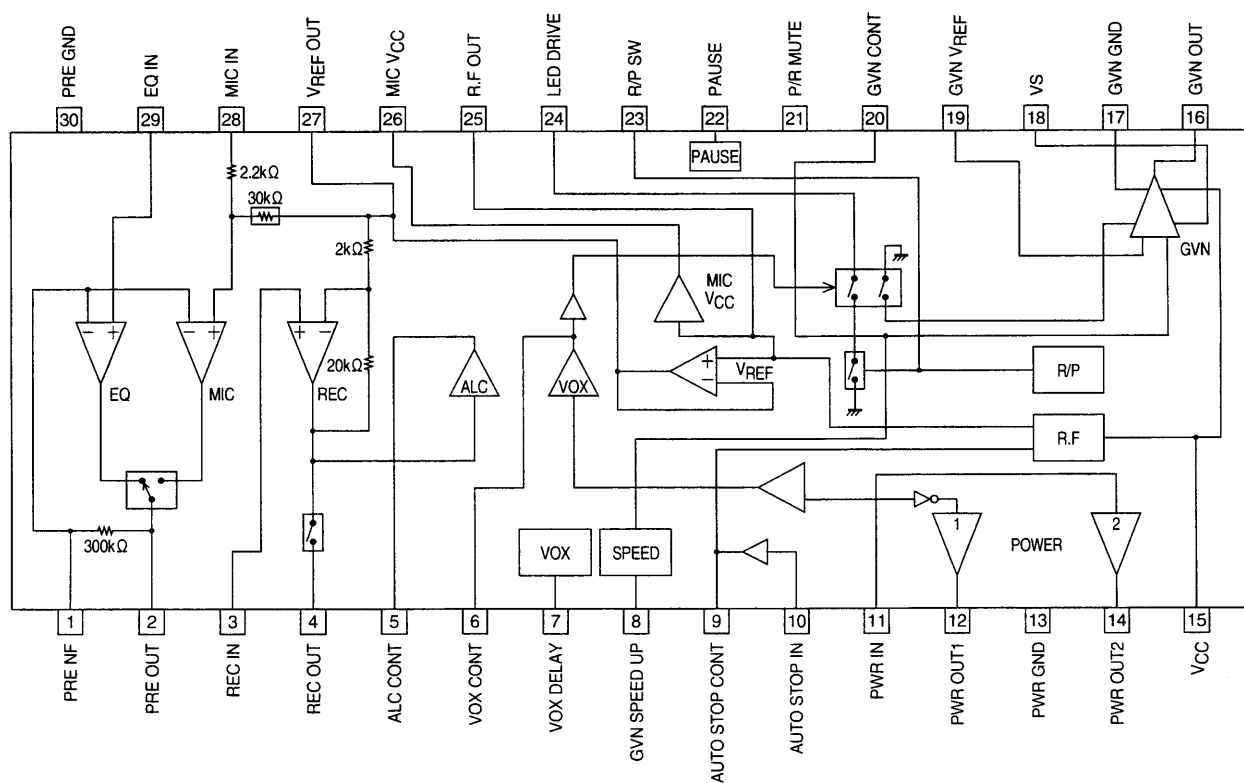 PRE GND
EQ IN
MIC IN
VREF OUT
MIC VCC
R.F OUT
LED DRIVE
R/P SW
PAUSE
P/R MUTE
GVN CONT
GVN VREF
VS
GVN GND
GVN OUT
30
29
28
27
26
25
24
23
22
21
20
19
18
17
16
PAUSE
2.2kΩ
30kΩ
2kΩ
GVN
MIC
VCC
− +
− +
+ −
20kΩ
+
−
VREF
EQ
MIC
REC
ALC
VOX
R/P
R.F
300kΩ
VOX
SPEED
1
POWER
2
1
2
3
4
5
6
7
8
9
10
11
12
13
14
15
PRE NF
PRE OUT
REC IN
REC OUT
ALC CONT
VOX CONT
VOX DELAY
GVN SPEED UP
AUTO STOP CONT
AUTO STOP IN
PWR IN
PWR OUT1
PWR GND
PWR OUT2
VCC